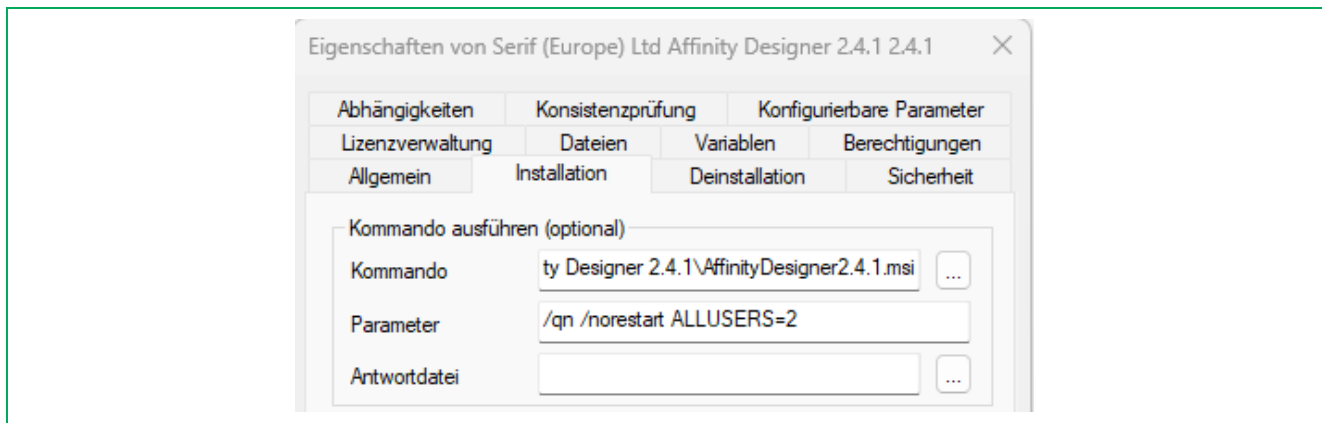 Eigenschaften von Serif (Europe) Ltd Affinity Designer 2.4.1 2.4.1
Abhängigkeiten Konsistenzprüfung Konfigurierbare Parameter
Lizenzverwaltung Dateien Variablen Berechtigungen
Allgemein Installation Deinstallation Sicherheit
Kommando ausführen (optional)
Kommando ty Designer 2.4.1\AffinityDesigner2.4.1.msi ...
Parameter /qn /norestart ALLUSERS=2
Antwortdatei ...